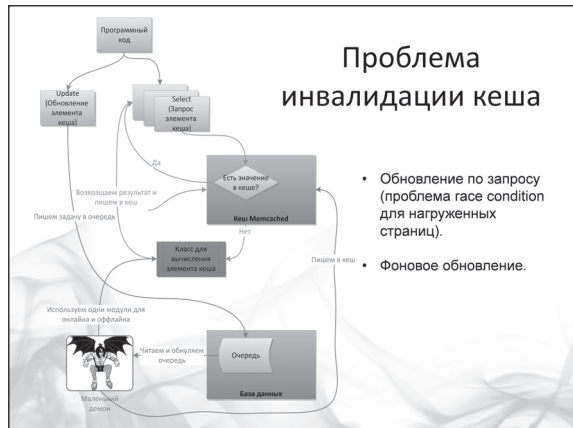 Проблема
инвалидации кеша
Программный
код
Update
(Обновление
элемента
кеша)
Select
(Запрос
элемента
кеша)
Да
Есть значение
в кеше?
Возвращаем результат и
пишем в кеш
Кеш Memcached
Пишем задачу в очередь
Нет
Класс для
вычисления
элемента кеша
Пишем в кеш
Используем одни модули для
онлайна и оффлайна
Читаем и обнуляем
очередь
Очередь
База данных
Маленький
демон
• Обновление по запросу
(проблема race condition
для нагруженных
страниц).
• Фоновое обновление.